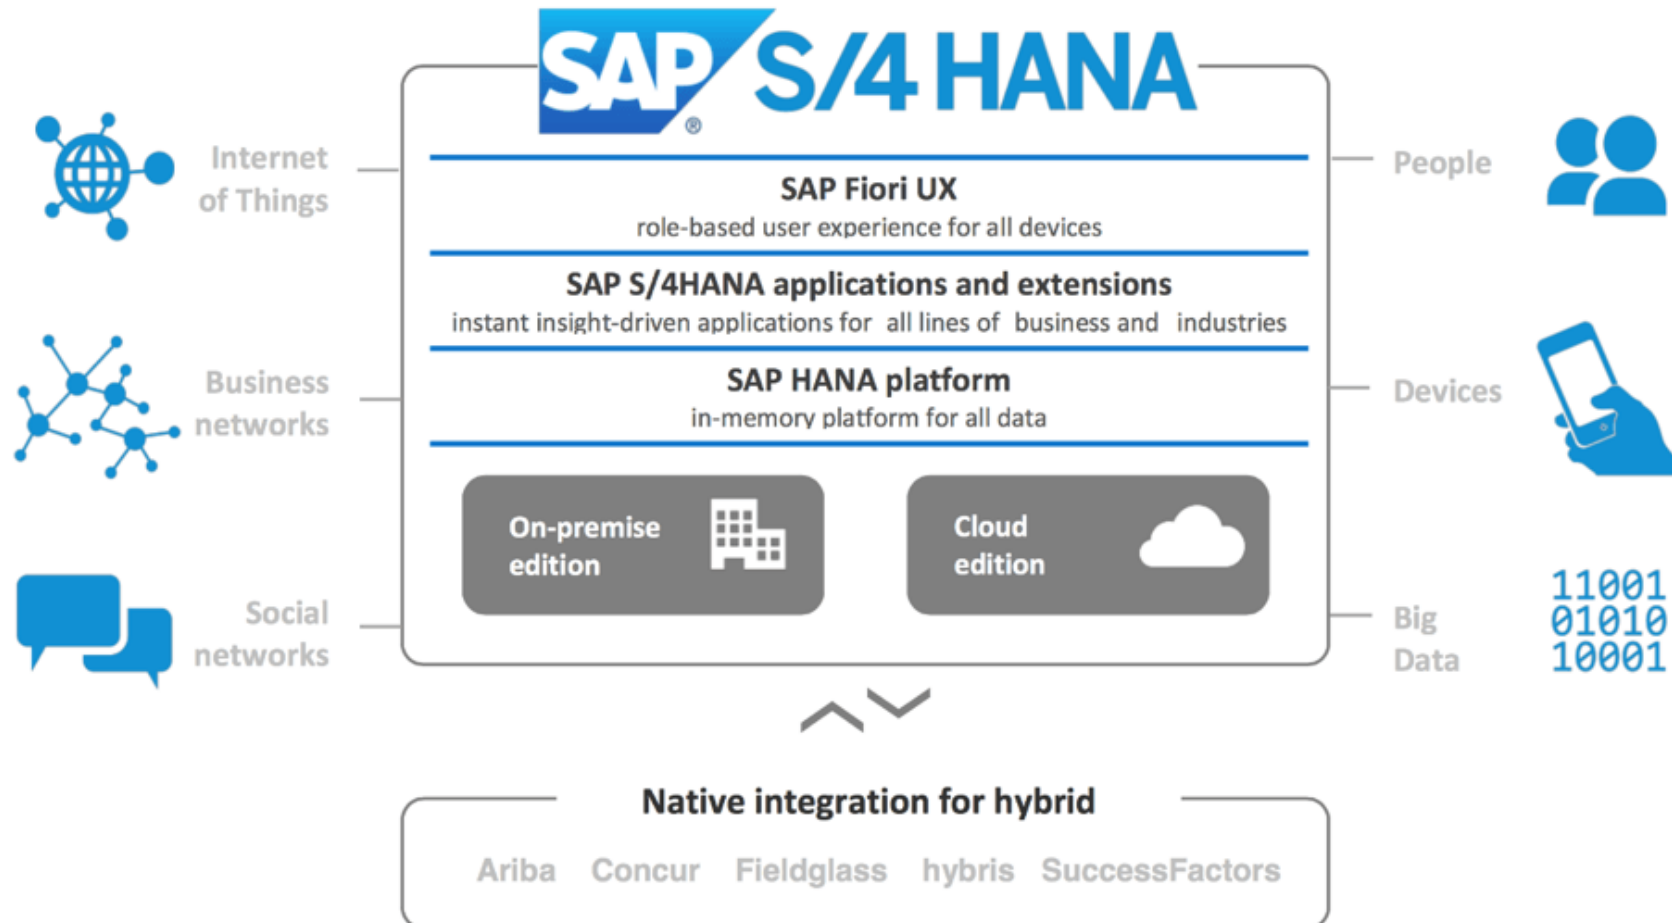 SAP ® S/4 HANA
Internet
of Things
Business
networks
Social
networks
SAP Fiori UX
role-based user experience for all devices
SAP S/4HANA applications and extensions
instant insight-driven applications for all lines of business and industries
SAP HANA platform
in-memory platform for all data
On-premise
edition
Cloud
edition
People
Devices
Big
Data
11001
01010
10001
Native integration for hybrid
Ariba Concur Fieldglass hybris SuccessFactors